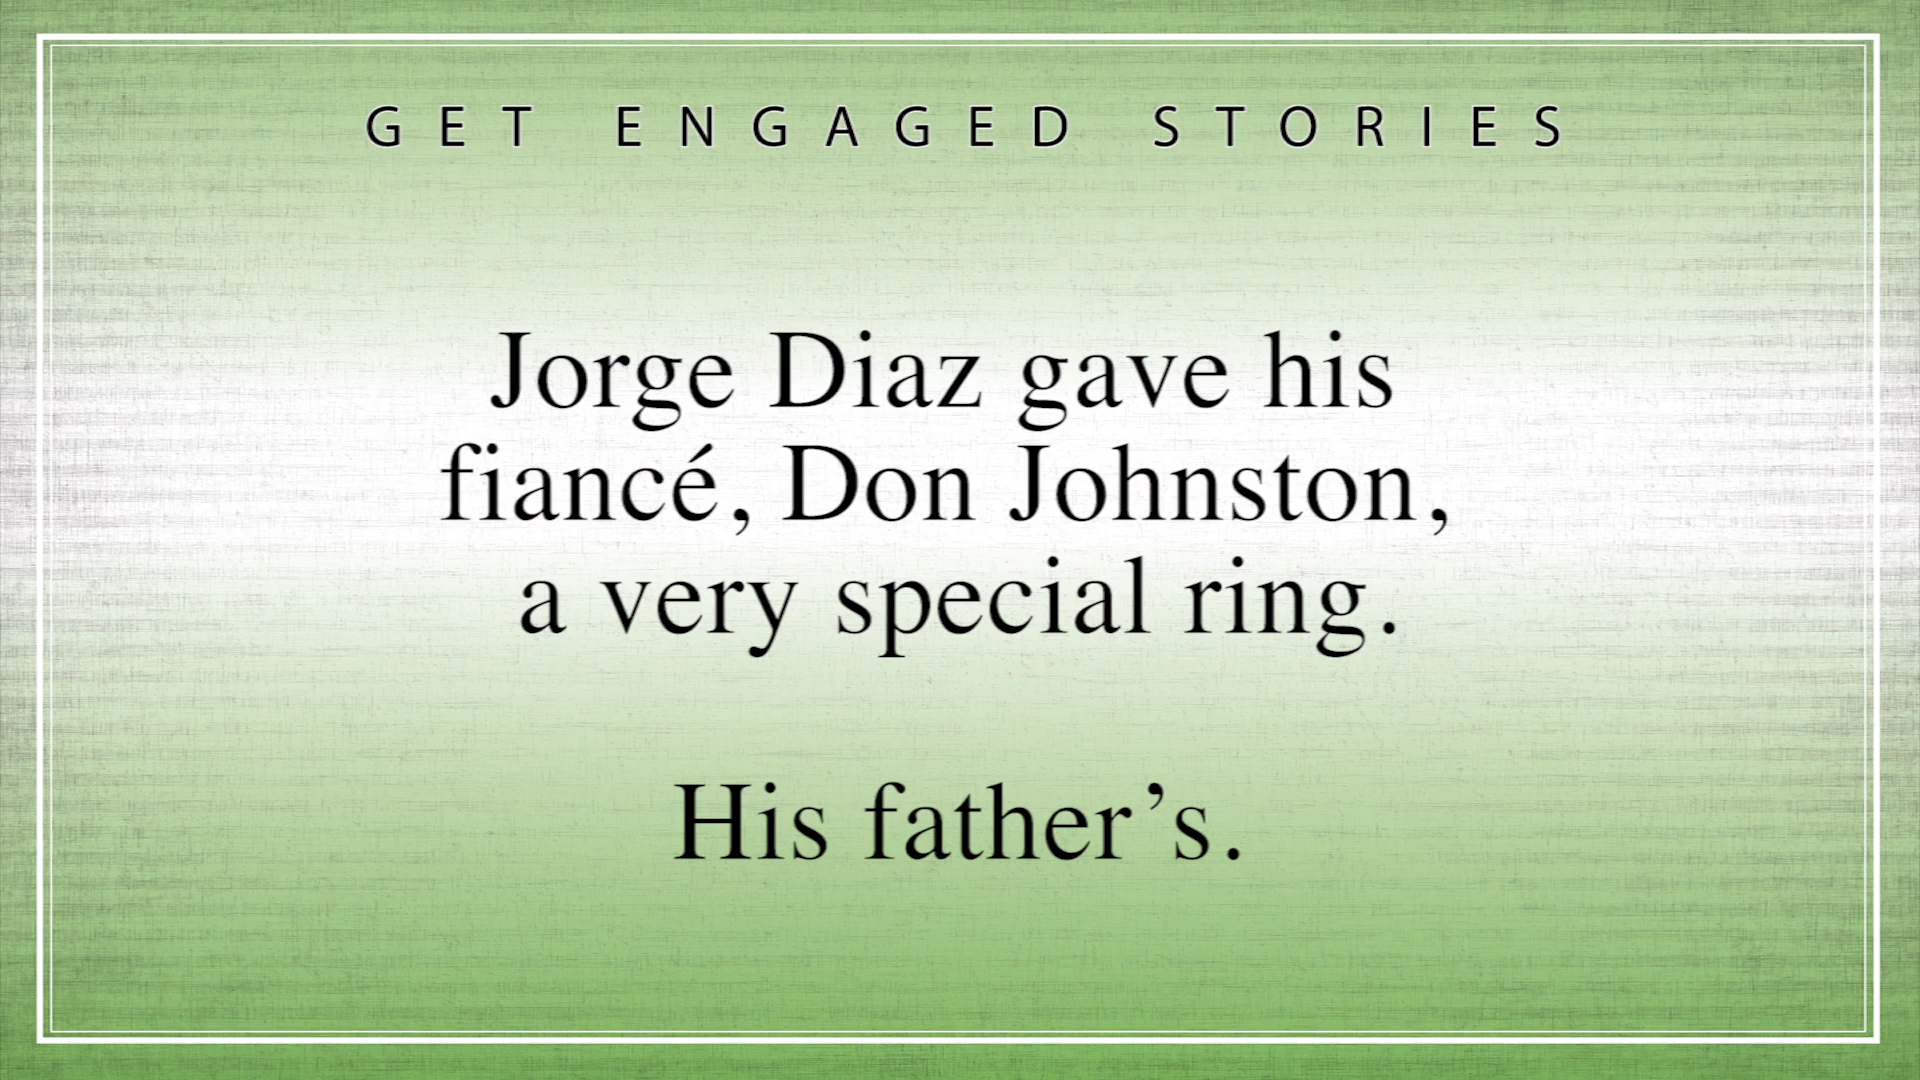 GET ENGAGED STORIES
Jorge Diaz gave his
fiancé, Don Johnston,
a very special ring.
His father’s.